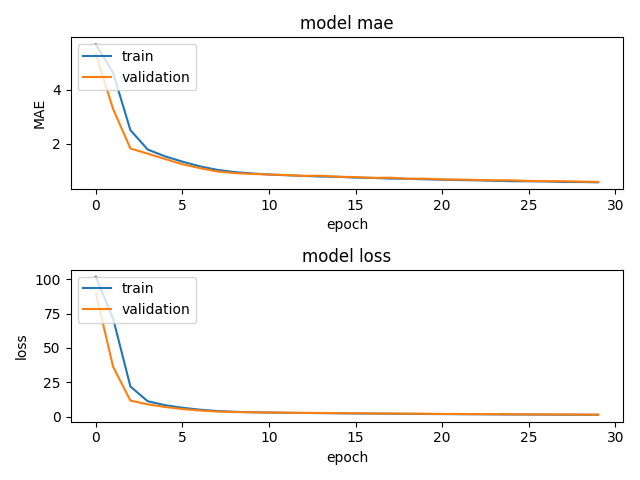 model mae
train
validation
4
2
MAE
0 5 10 15 20 25 30
epoch
model loss
train
validation
100
75
50
25
0
loss
0 5 10 15 20 25 30
epoch